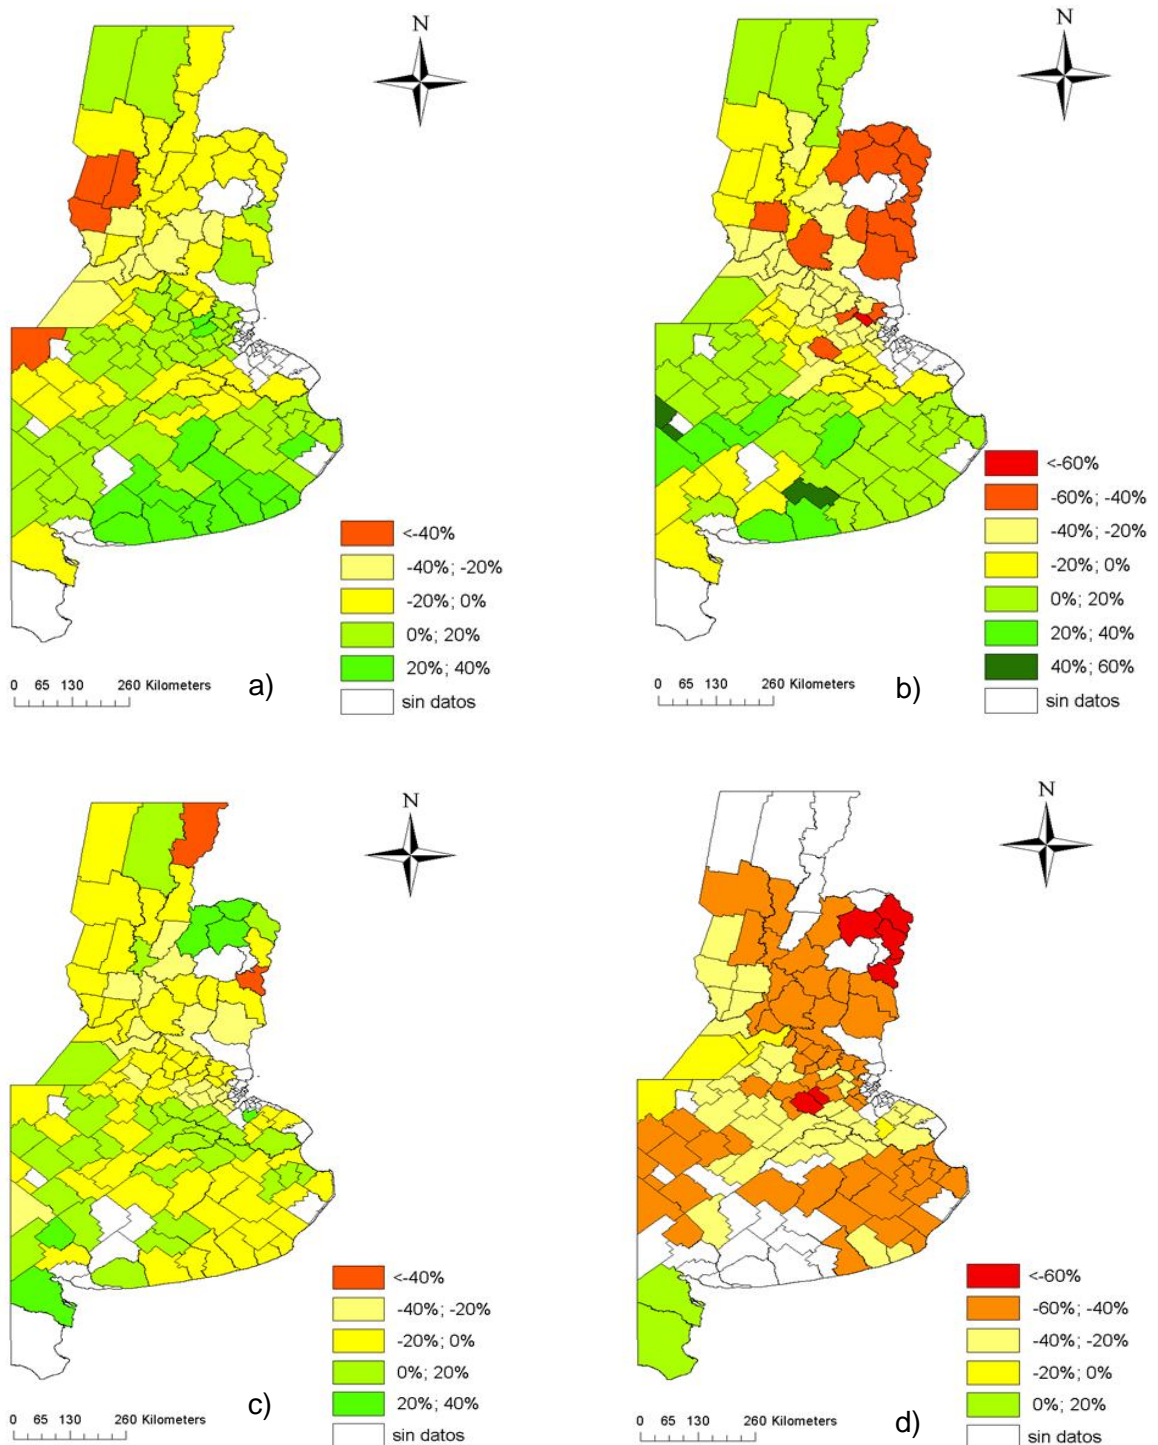 N
<-40%
-40%; -20%
-20%; 0%
0%; 20%
20%; 40%
sin datos
0 65 130 260 Kilometers
a)
N
<-60%
-60%; -40%
-40%; -20%
-20%; 0%
0%; 20%
20%; 40%
40%; 60%
sin datos
0 65 130 260 Kilometers
b)
N
<-40%
-40%; -20%
-20%; 0%
0%; 20%
20%; 40%
sin datos
0 65 130 260 Kilometers
c)
N
<-60%
-60%; -40%
-40%; -20%
-20%; 0%
0%; 20%
sin datos
0 65 130 260 Kilometers
d)